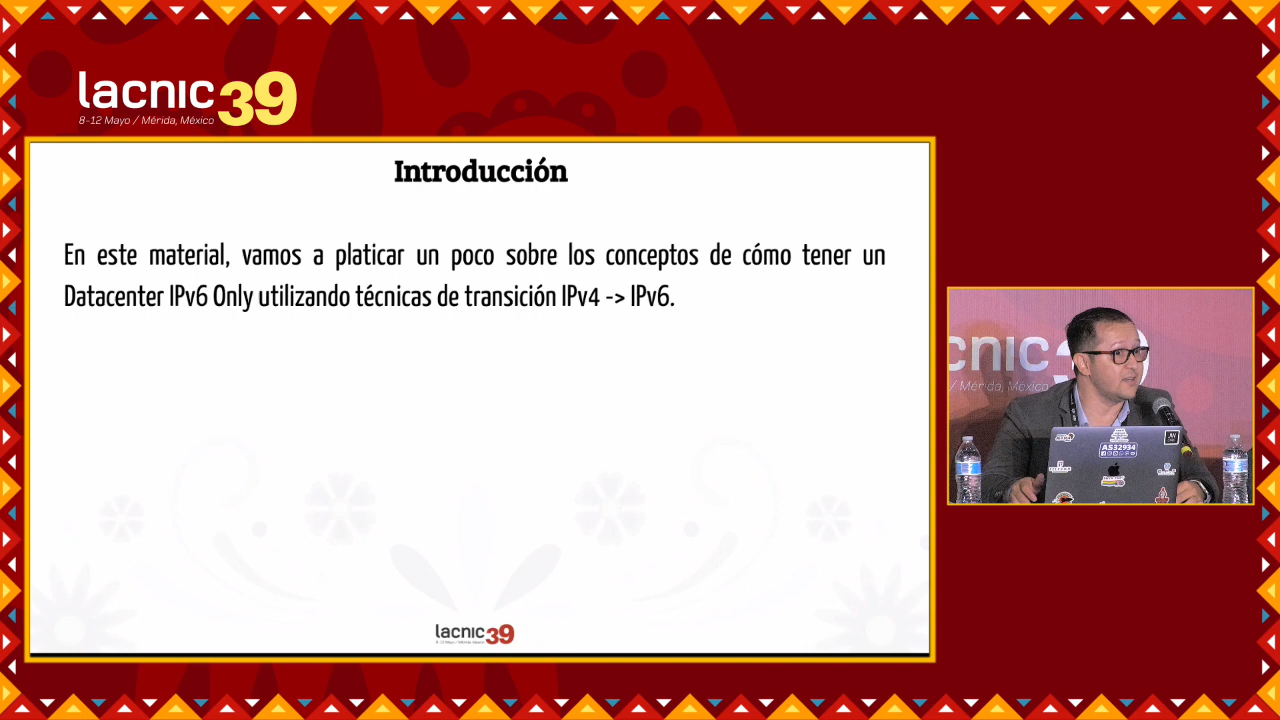 lacnic39
8-12 Mayo / Mérida, México
Introducción
En este material, vamos a platicar un poco sobre los conceptos de cómo tener un
Datacenter IPv6 Only utilizando técnicas de transición IPv4 -> IPv6.
cnic
/ Mérida, México
AS32934
lacnic39